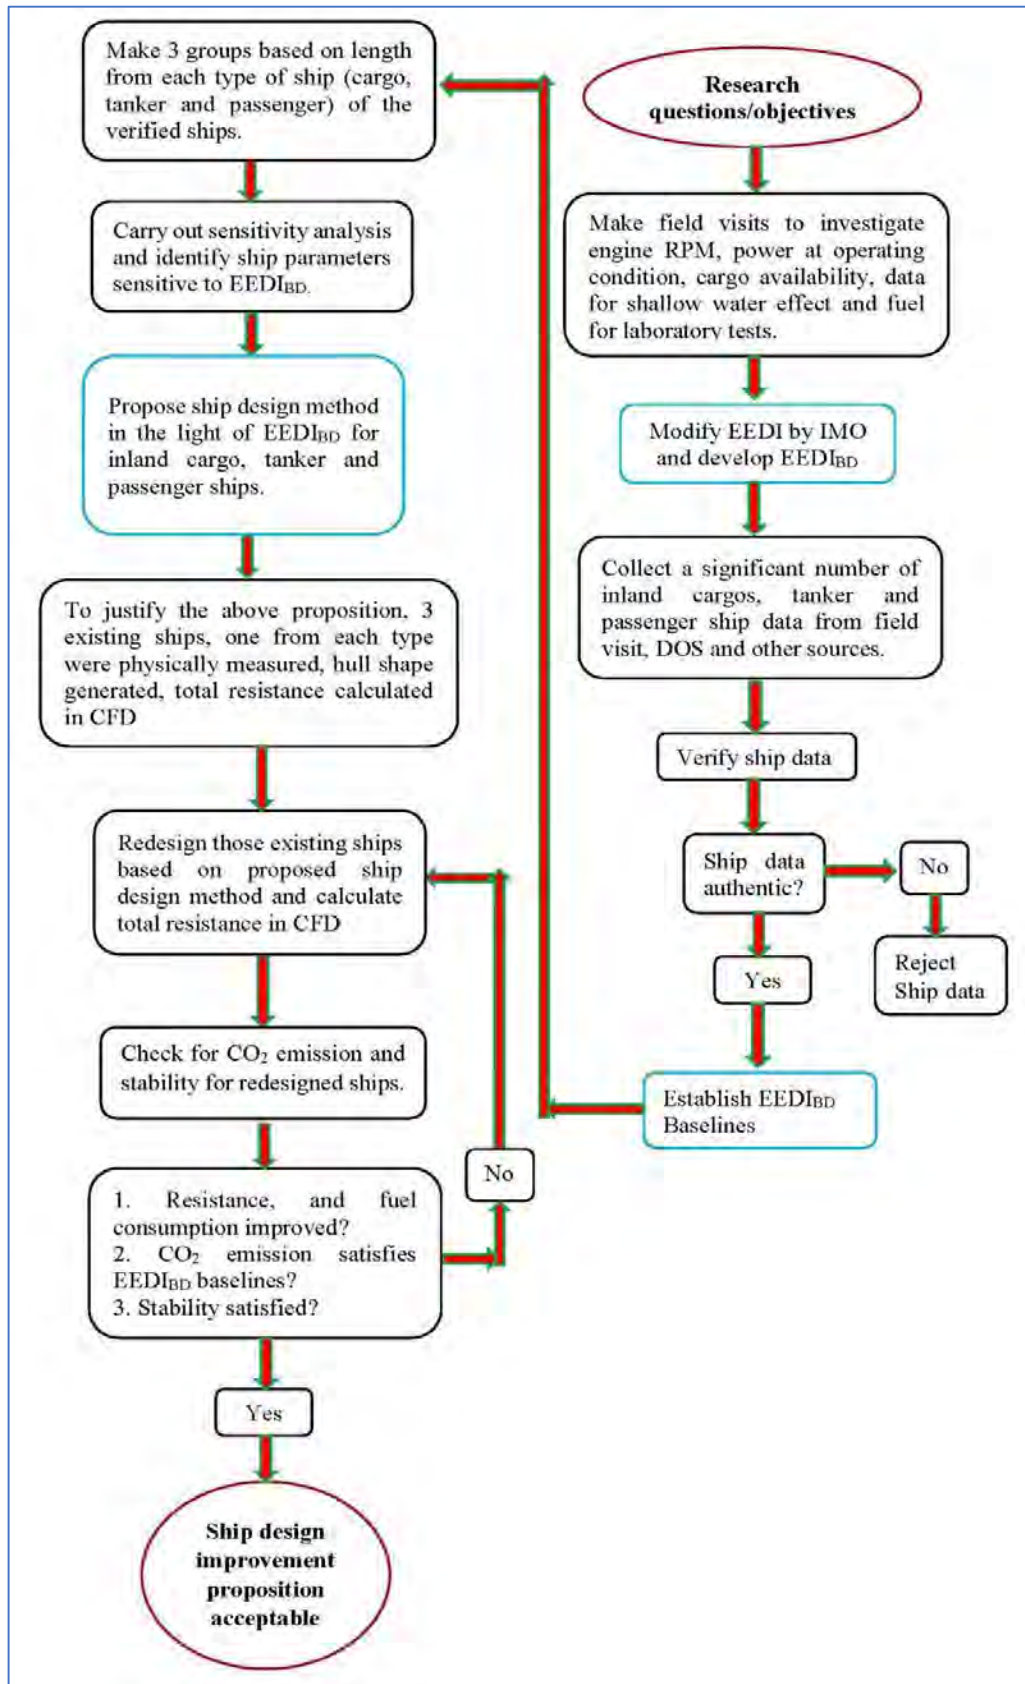 Research
questions/objectives
Make field visits to investigate
engine RPM, power at operating
condition, cargo availability, data
for shallow water effect and fuel
for laboratory tests.
Modify EEDI by IMO
and develop EEDIBD
Collect a significant number of
inland cargos, tanker and
passenger ship data from field
visit, DOS and other sources.
Verify ship data
Ship data
authentic?
No
Reject
Ship data
Yes
Establish EEDIBD
Baselines
Make 3 groups based on length
from each type of ship (cargo,
tanker and passenger) of the
verified ships.
Carry out sensitivity analysis
and identify ship parameters
sensitive to EEDIBD.
Propose ship design method
in the light of EEDIBD for
inland cargo, tanker and
passenger ships.
To justify the above proposition, 3
existing ships, one from each type
were physically measured, hull shape
generated, total resistance calculated
in CFD
Redesign those existing ships
based on proposed ship
design method and calculate
total resistance in CFD
Check for CO2 emission and
stability for redesigned ships.
1. Resistance, and fuel
consumption improved?
2. CO2 emission satisfies
EEDIBD baselines?
3. Stability satisfied?
No
Yes
Ship design
improvement
proposition
acceptable